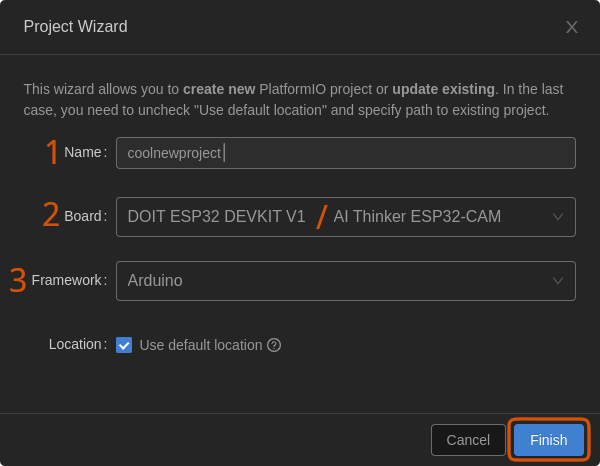 Project Wizard
This wizard allows you to create new PlatformIO project or update existing. In the last
case, you need to uncheck "Use default location" and specify path to existing project.
1 Name: coolnewproject
2 Board: DOIT ESP32 DEVKIT V1 / AI Thinker ESP32-CAM
3 Framework: Arduino
Location: Use default location ?
Cancel Finish